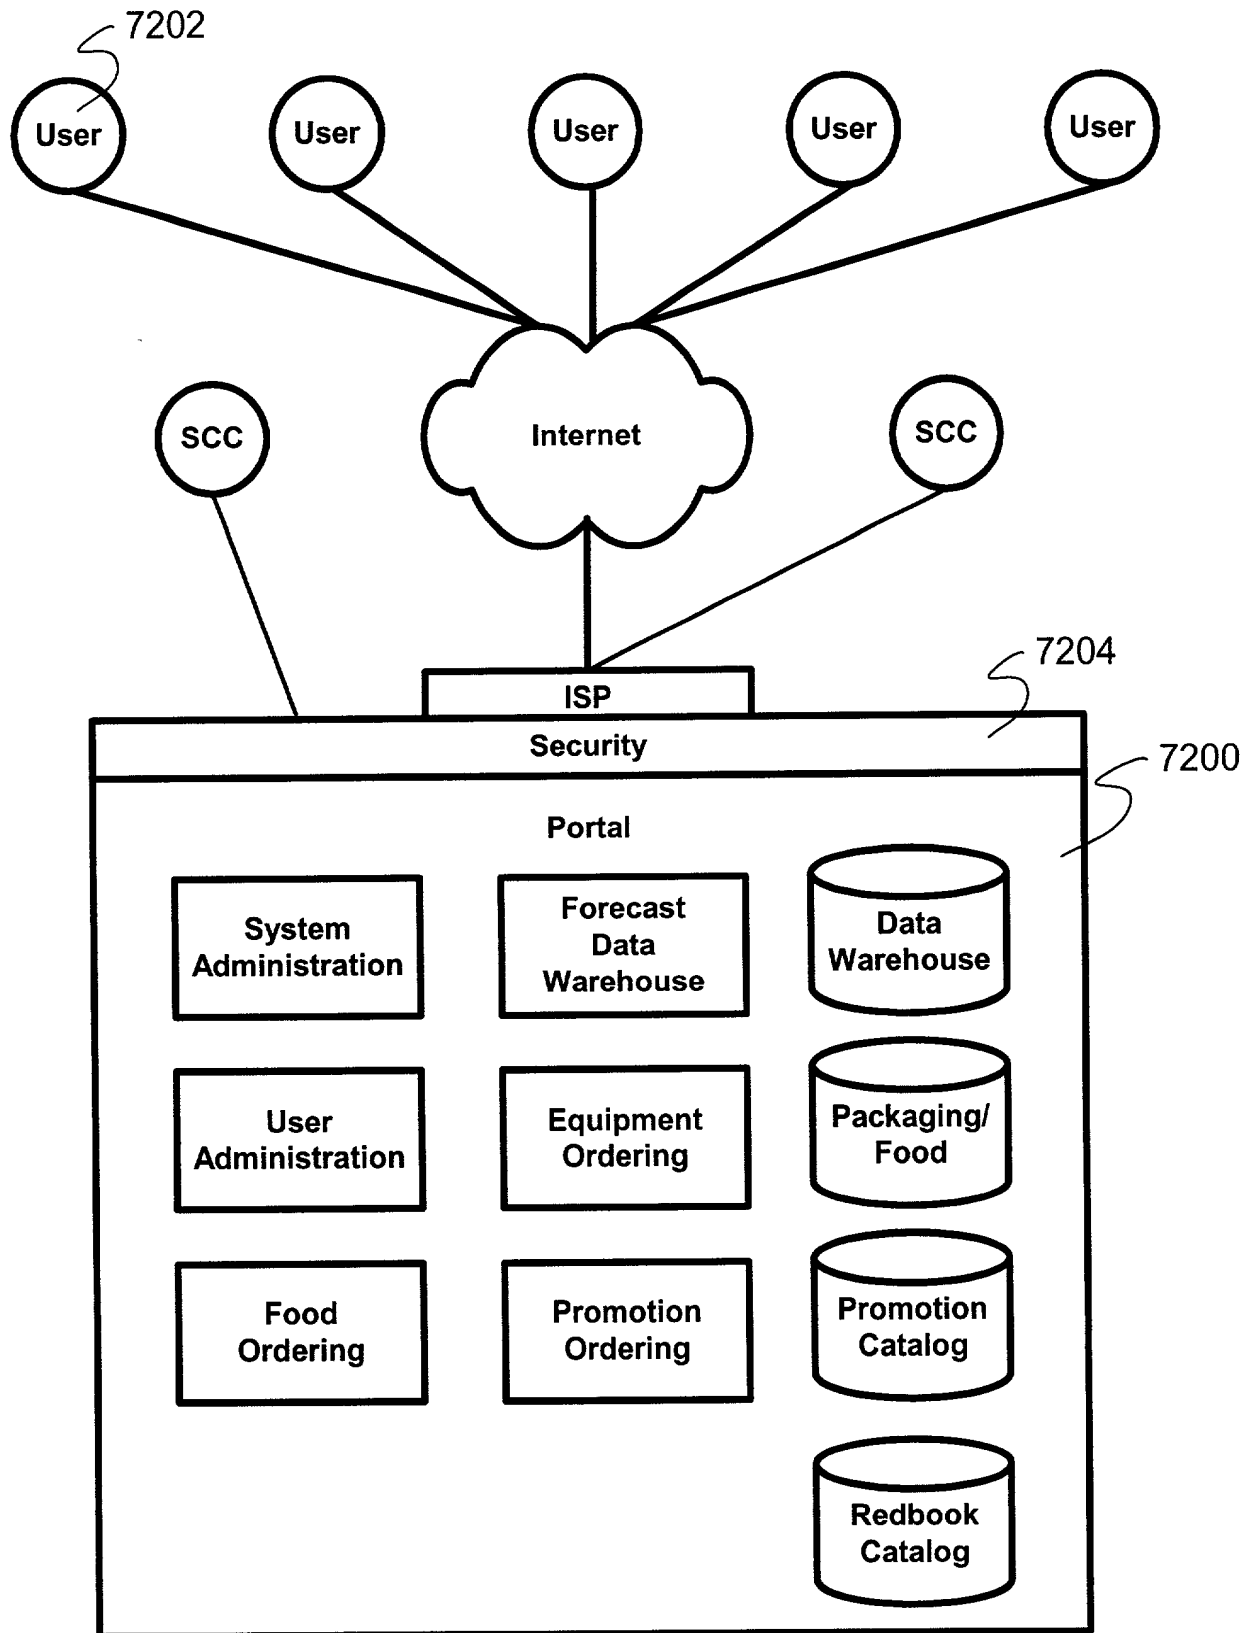 7202
User
User
User
User
User
SCC
Internet
SCC
7204
ISP
Security
7200
Portal
System
Administration
Forecast
Data
Warehouse
Data
Warehouse
User
Administration
Equipment
Ordering
Packaging/
Food
Food
Ordering
Promotion
Ordering
Promotion
Catalog
Redbook
Catalog